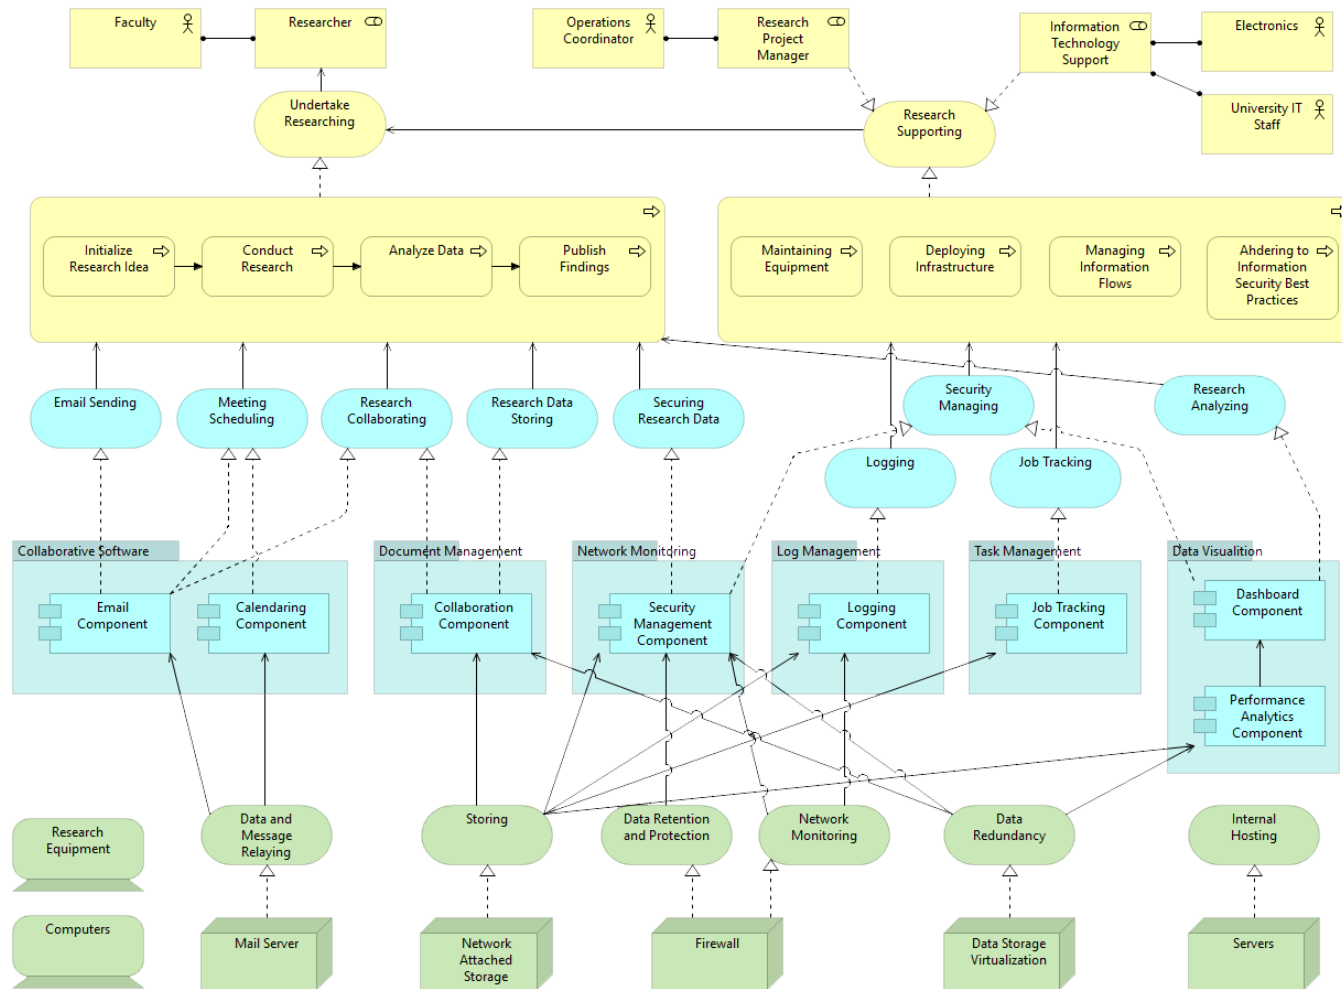 Faculty
Researcher
Operations
Coordinator
Research
Project
Manager
Information
Technology
Support
Electronics
University IT
Staff
Undertake
Researching
Research
Supporting
Initialize
Research Idea
Conduct
Research
Analyze Data
Publish
Findings
Maintaining
Equipment
Deploying
Infrastructure
Managing
Information
Flows
Ahdering to
Information
Security Best
Practices
Email Sending
Meeting
Scheduling
Research
Collaborating
Research Data
Storing
Securing
Research Data
Security
Managing
Research
Analyzing
Logging
Job Tracking
Collaborative Software
Document Management
Network Monitoring
Log Management
Task Management
Data Visualition
Email
Component
Calendaring
Component
Collaboration
Component
Security
Management
Component
Logging
Component
Job Tracking
Component
Dashboard
Component
Performance
Analytics
Component
Research
Equipment
Data and
Message
Relaying
Storing
Data Retention
and Protection
Network
Monitoring
Data
Redundancy
Internal
Hosting
Computers
Mail Server
Network
Attached
Storage
Firewall
Data Storage
Virtualization
Servers